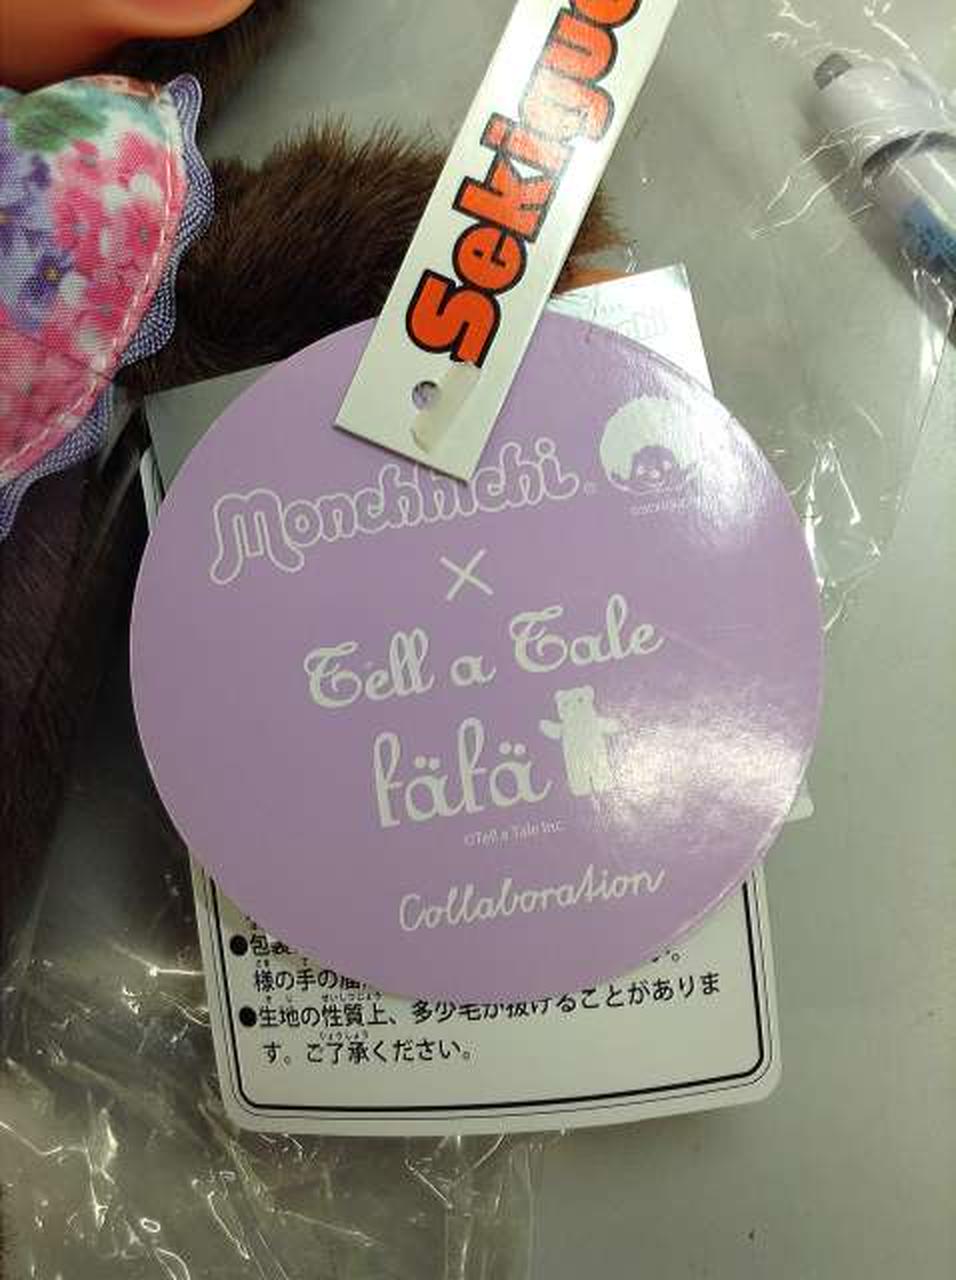 Sekigu
Monchhichi®
×
Tell a Tale
fäfä
©Tell a Tale Inc.
Collaboration
●包装
様の手の届
●生地の性質上、多少毛が抜けることがありま
す。ご了承ください。